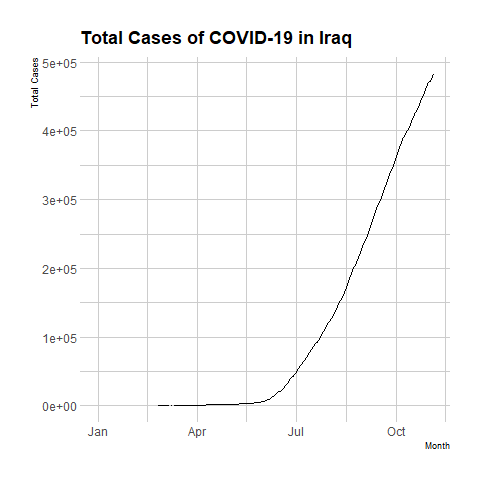 Total Cases of COVID-19 in Iraq
Total Cases
5e+05
4e+05
3e+05
2e+05
1e+05
0e+00
Jan Apr Jul Oct
Month